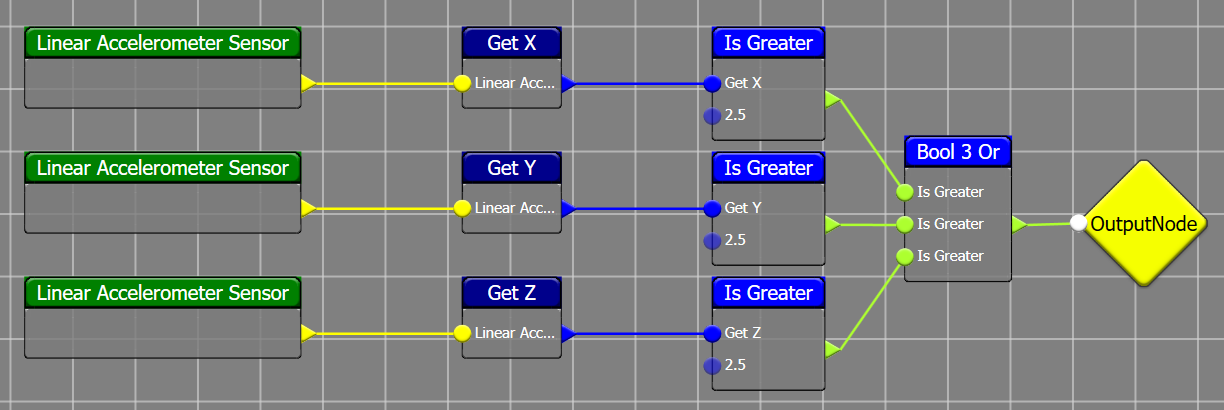 Linear Accelerometer Sensor
Get X
Linear Acc...
Is Greater
Get X
2.5
Linear Accelerometer Sensor
Get Y
Linear Acc...
Is Greater
Get Y
2.5
Linear Accelerometer Sensor
Get Z
Linear Acc...
Is Greater
Get Z
2.5
Bool 3 Or
Is Greater
Is Greater
Is Greater
OutputNode